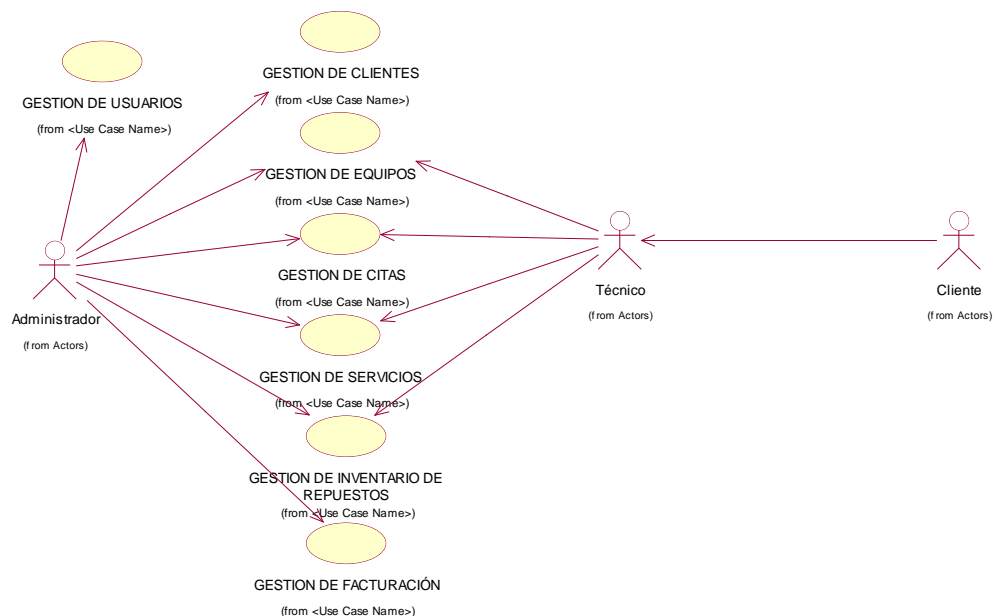 GESTION DE CLIENTES
(from <Use Case Name>)
GESTION DE USUARIOS
(from <Use Case Name>)
GESTION DE EQUIPOS
(from <Use Case Name>)
GESTION DE CITAS
(from <Use Case Name>)
Administrador
(from Actors)
Técnico
(from Actors)
Cliente
(from Actors)
GESTION DE SERVICIOS
(from <Use Case Name>)
GESTION DE INVENTARIO DE
REPUESTOS
(from <Use Case Name>)
GESTION DE FACTURACIÓN
(from <Use Case Name>)